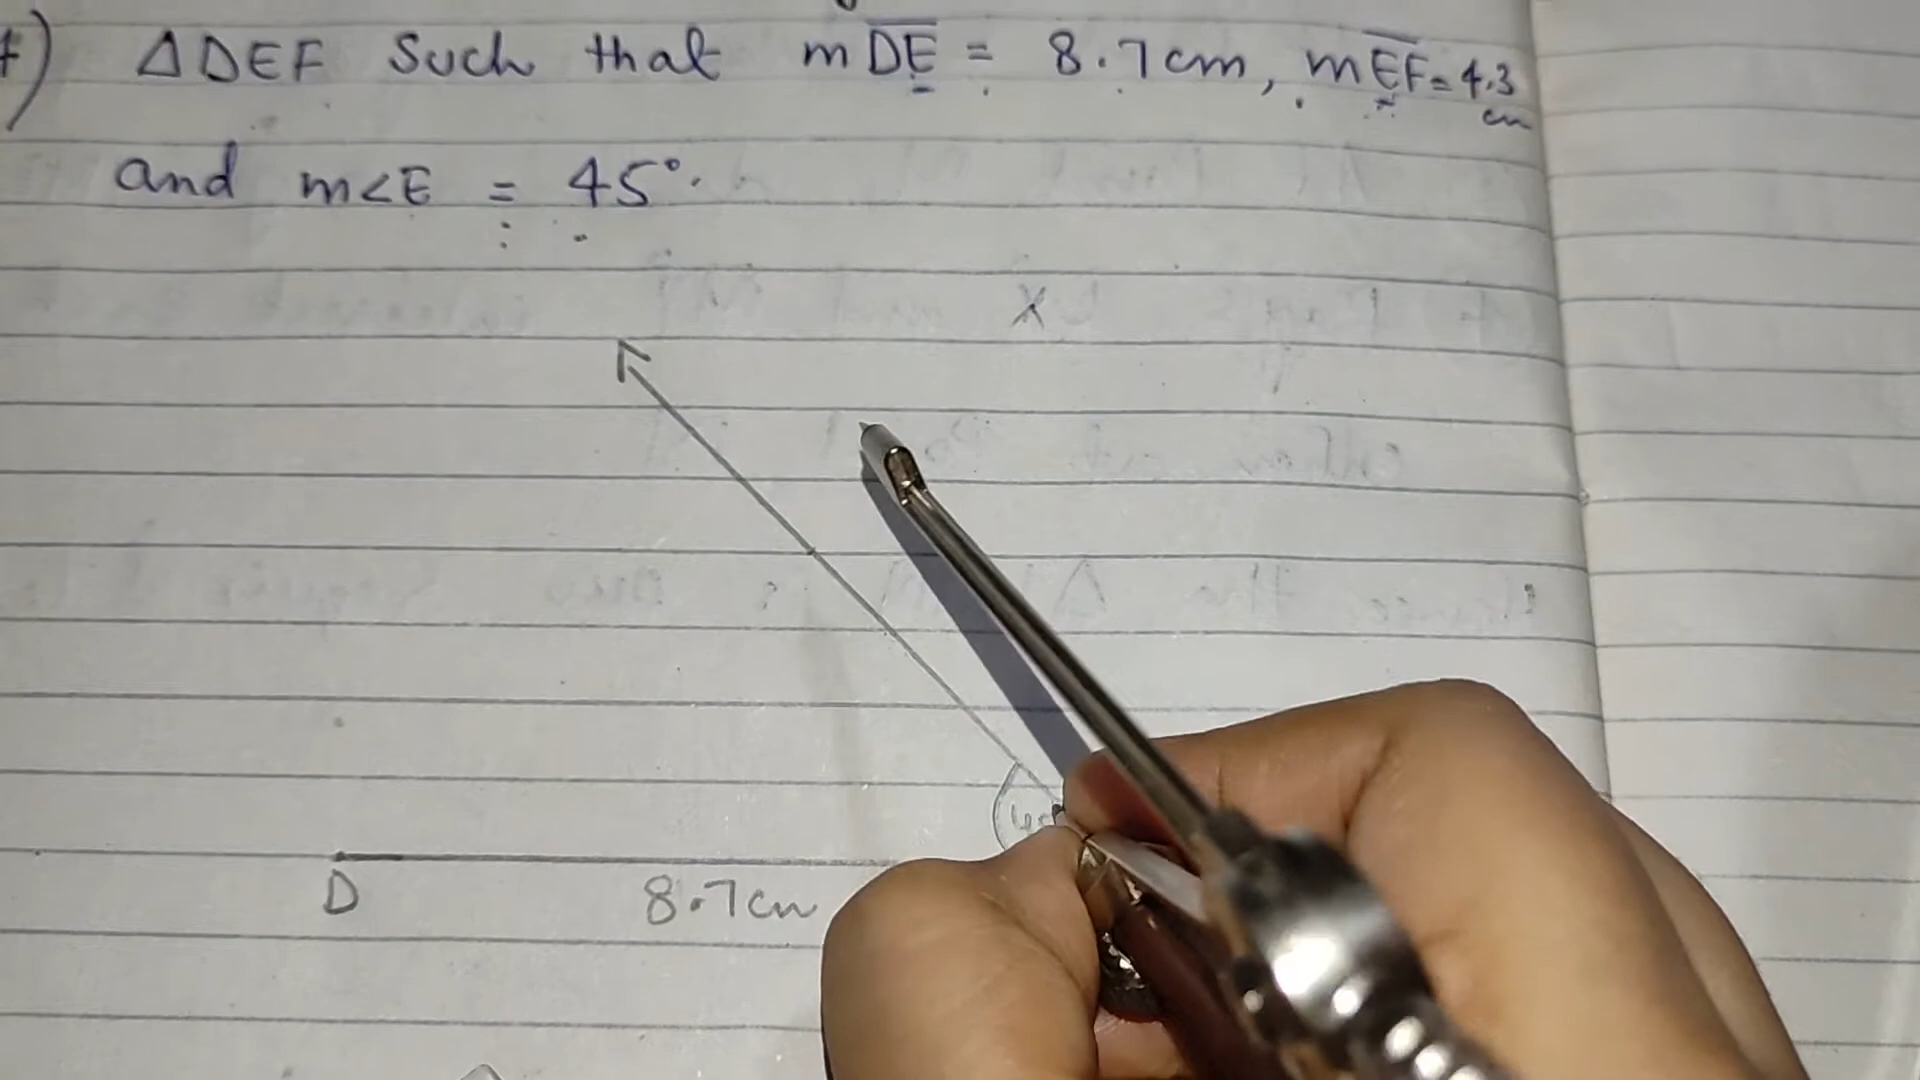 ΔDEF Such that mDE = 8.7cm, mEF = 4.3 cm
and m<E = 45°.
D
8.7cm